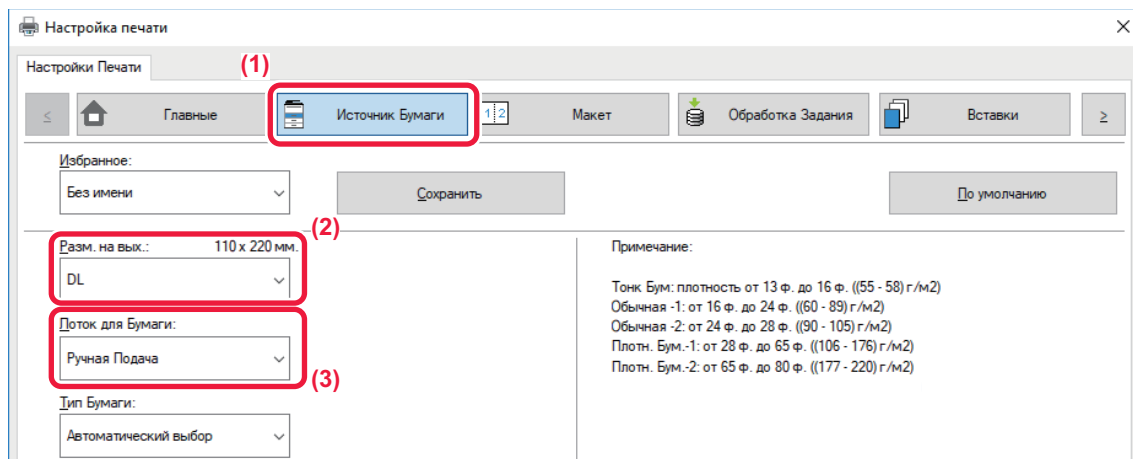 Настройка печати
Настройки Печати
(1)
≤ Главные Источник Бумаги 1 2 Макет Обработка Задания Вставки ≥
Избранное:
Без имени Сохранить По умолчанию
(2)
Разм. на вых.: 110 x 220 мм.
DL
Лоток для Бумаги:
Ручная Подача
(3)
Тип Бумаги:
Автоматический выбор
Примечание:
Тонк Бум: плотность от 13 ф. до 16 ф. ((55 - 58) г/м2)
Обычная -1: от 16 ф. до 24 ф. ((60 - 89) г/м2)
Обычная -2: от 24 ф. до 28 ф. ((90 - 105) г/м2)
Плотн. Бум.-1: от 28 ф. до 65 ф. ((106 - 176) г/м2)
Плотн. Бум.-2: от 65 ф. до 80 ф. ((177 - 220) г/м2)